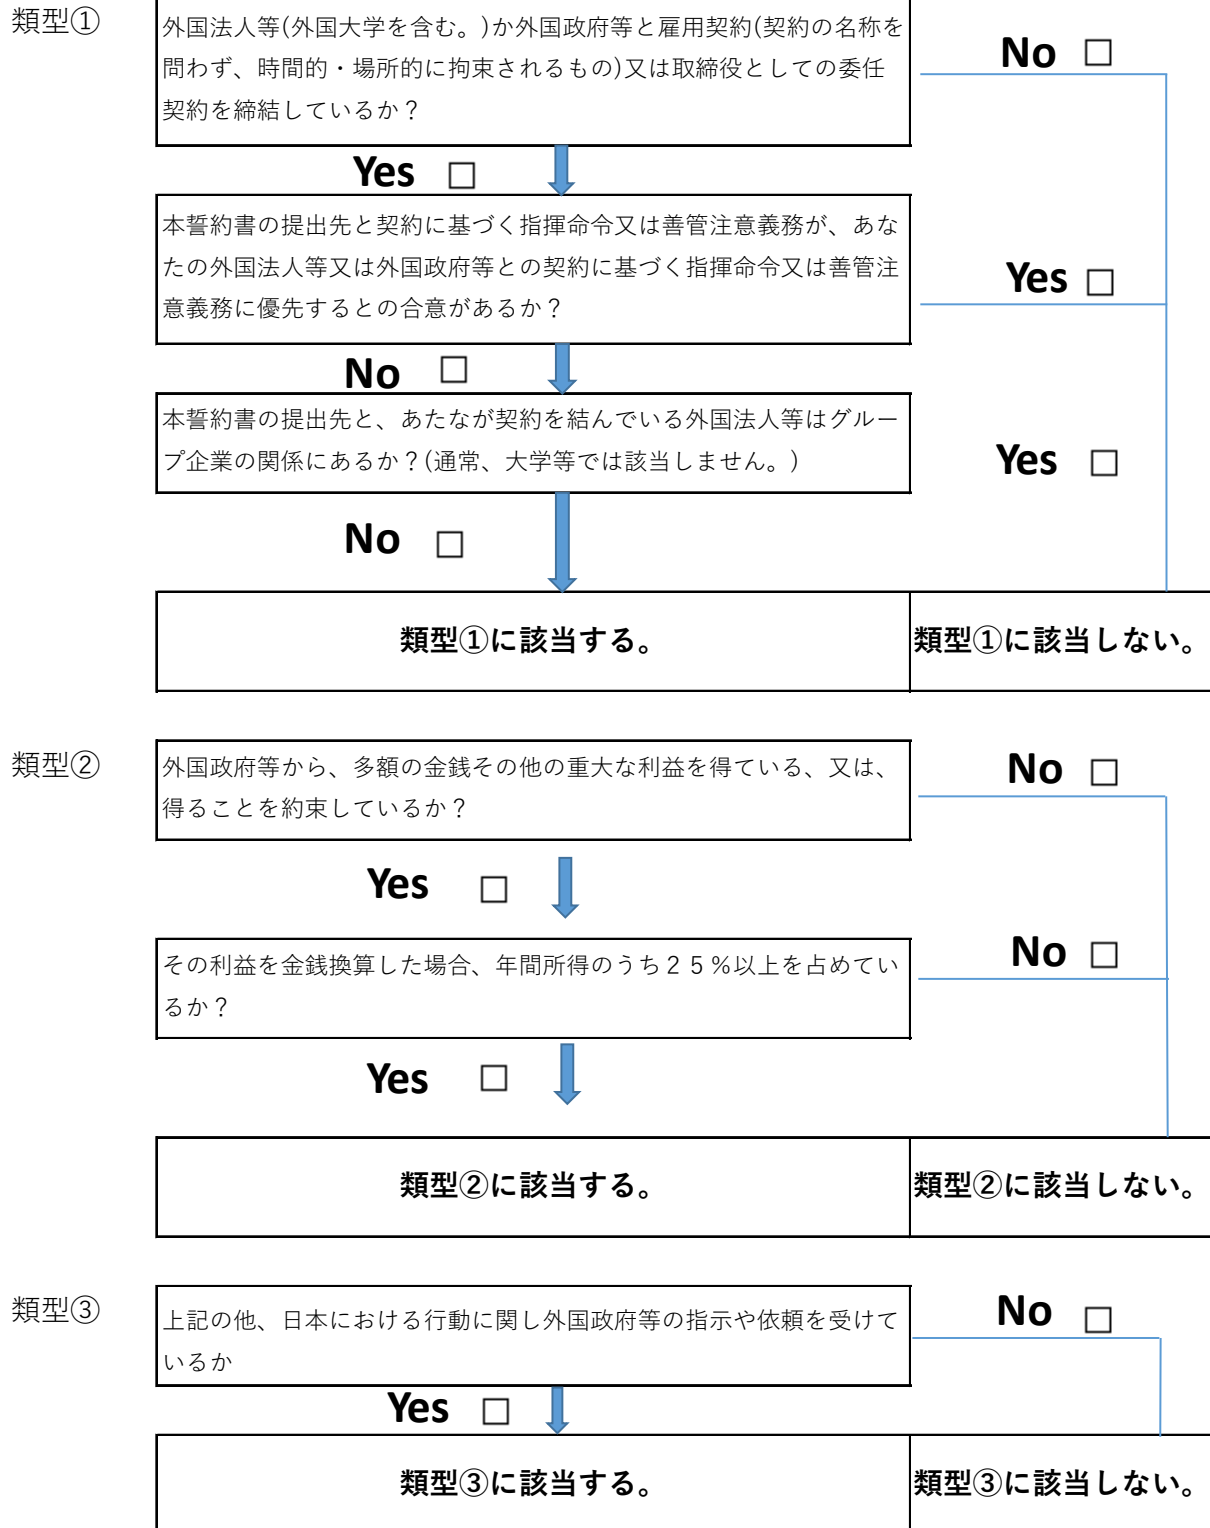 類型①
外国法人等(外国大学を含む。)か外国政府等と雇用契約(契約の名称を
問わず、時間的・場所的に拘束されるもの)又は取締役としての委任
契約を締結しているか？
No □
Yes □
本誓約書の提出先と契約に基づく指揮命令又は善管注意義務が、あな
たの外国法人等又は外国政府等との契約に基づく指揮命令又は善管注
意義務に優先するとの合意があるか？
Yes □
No □
本誓約書の提出先と、あたなが契約を結んでいる外国法人等はグルー
プ企業の関係にあるか？(通常、大学等では該当しません。)
Yes □
No □
類型①に該当する。
類型①に該当しない。
類型②
外国政府等から、多額の金銭その他の重大な利益を得ている、又は、
得ることを約束しているか？
No □
Yes □
その利益を金銭換算した場合、年間所得のうち２５％以上を占めてい
るか？
No □
Yes □
類型②に該当する。
類型②に該当しない。
類型③
上記の他、日本における行動に関し外国政府等の指示や依頼を受けて
いるか
No □
Yes □
類型③に該当する。
類型③に該当しない。